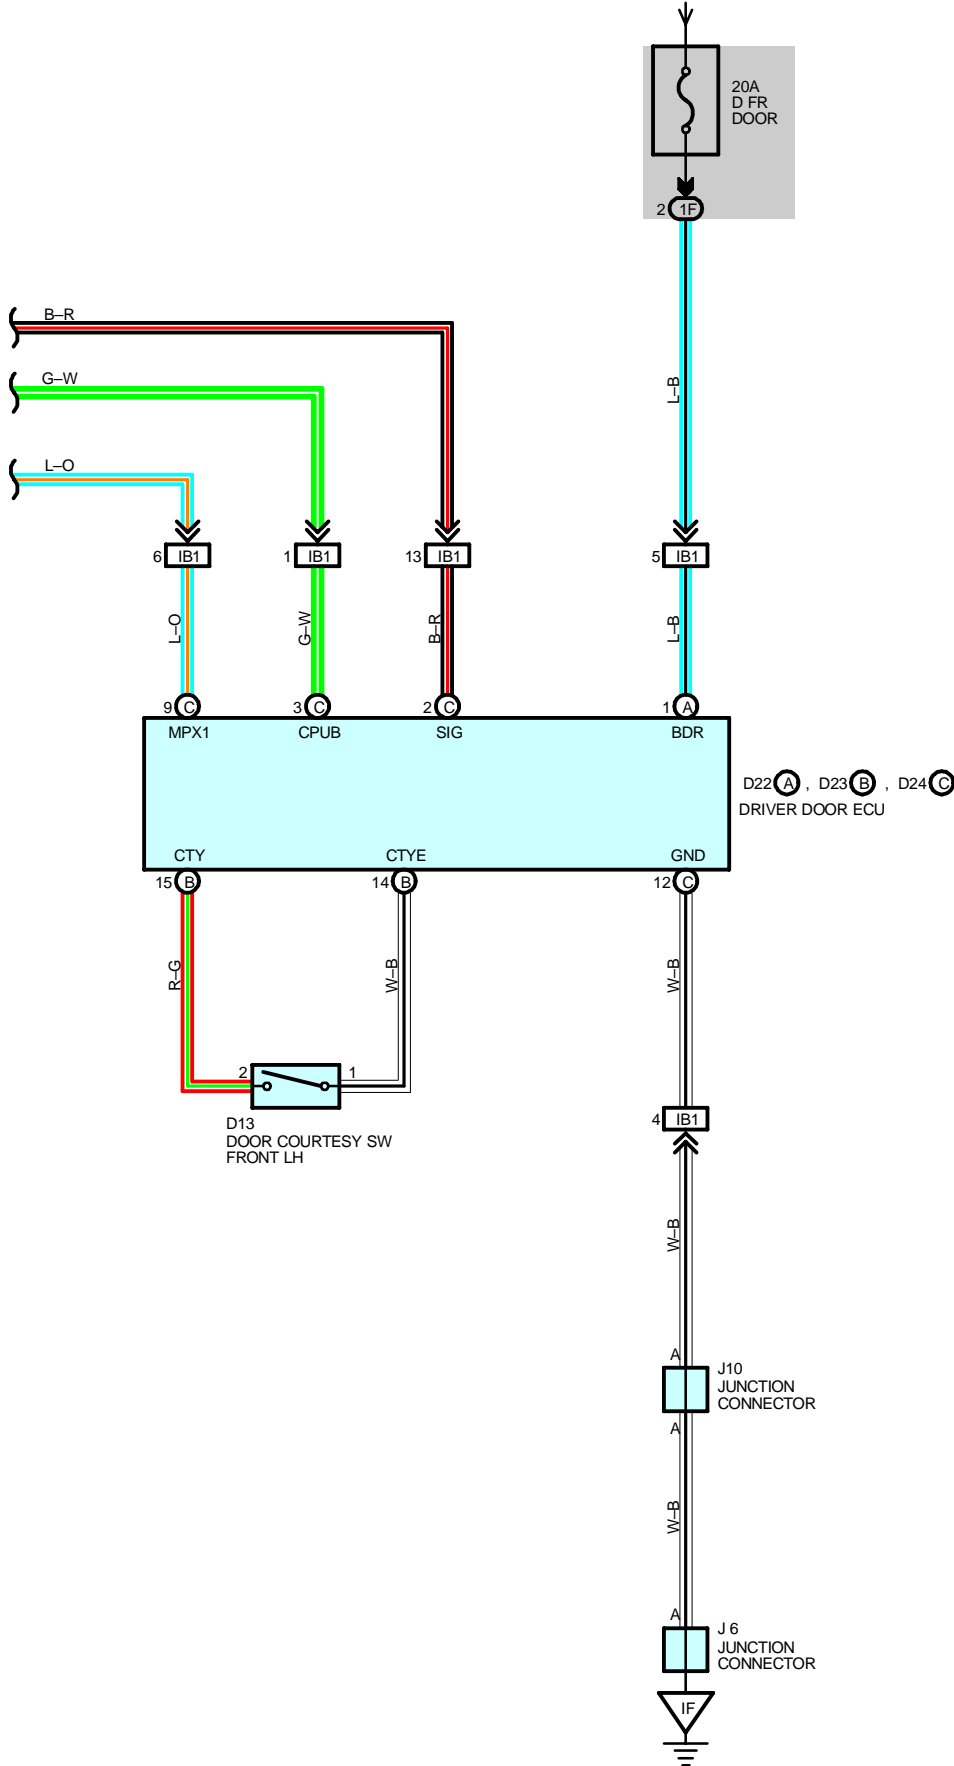 20A
D FR
DOOR
2 1F
B–R
G–W
L–B
L–O
6 IB1
1 IB1
13 IB1
5 IB1
L–O
G–W
B–R
L–B
9 C
3 C
2 C
1 A
MPX1
CPUB
SIG
BDR
D22 A , D23 B , D24 C
DRIVER DOOR ECU
CTY
CTYE
GND
15 B
14 B
12 C
R–G
W–B
W–B
2
1
D13
DOOR COURTESY SW
FRONT LH
4 IB1
W–B
A
J10
JUNCTION
CONNECTOR
A
W–B
A
J 6
JUNCTION
CONNECTOR
IF